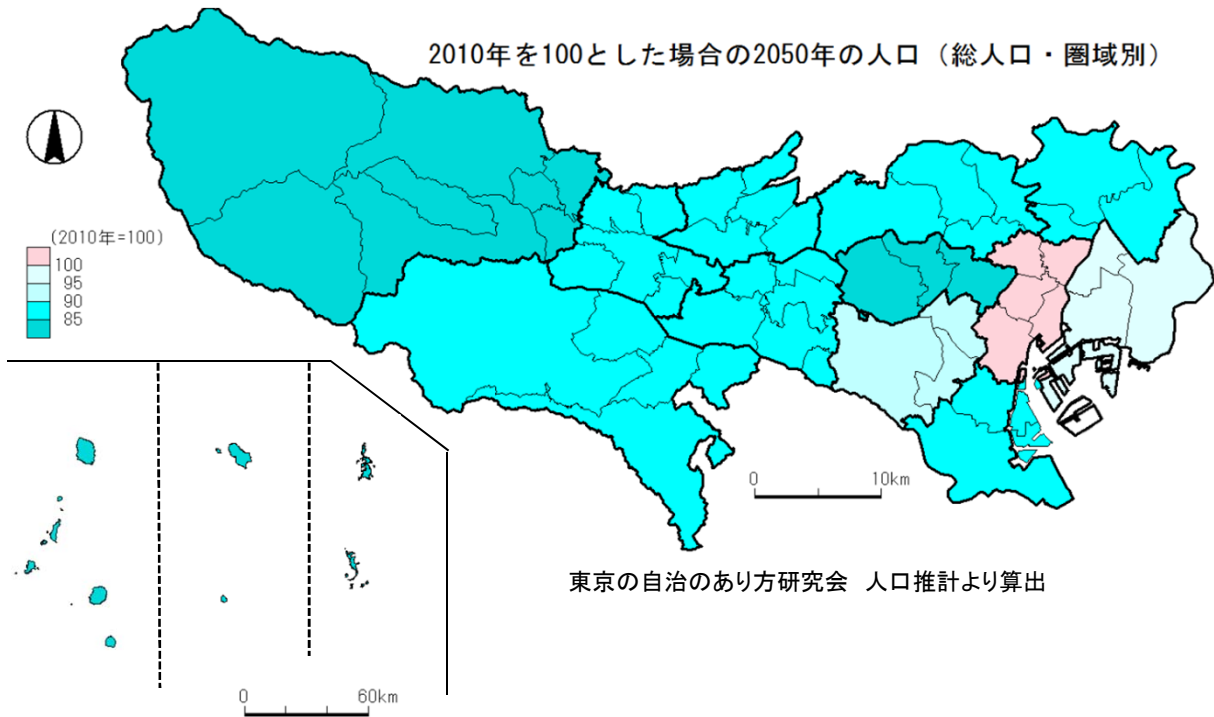 2010年を100とした場合の2050年の人口（総人口・圏域別）
(2010年=100)
100
95
90
85
0 10km
東京の自治のあり方研究会 人口推計より算出
0 60km